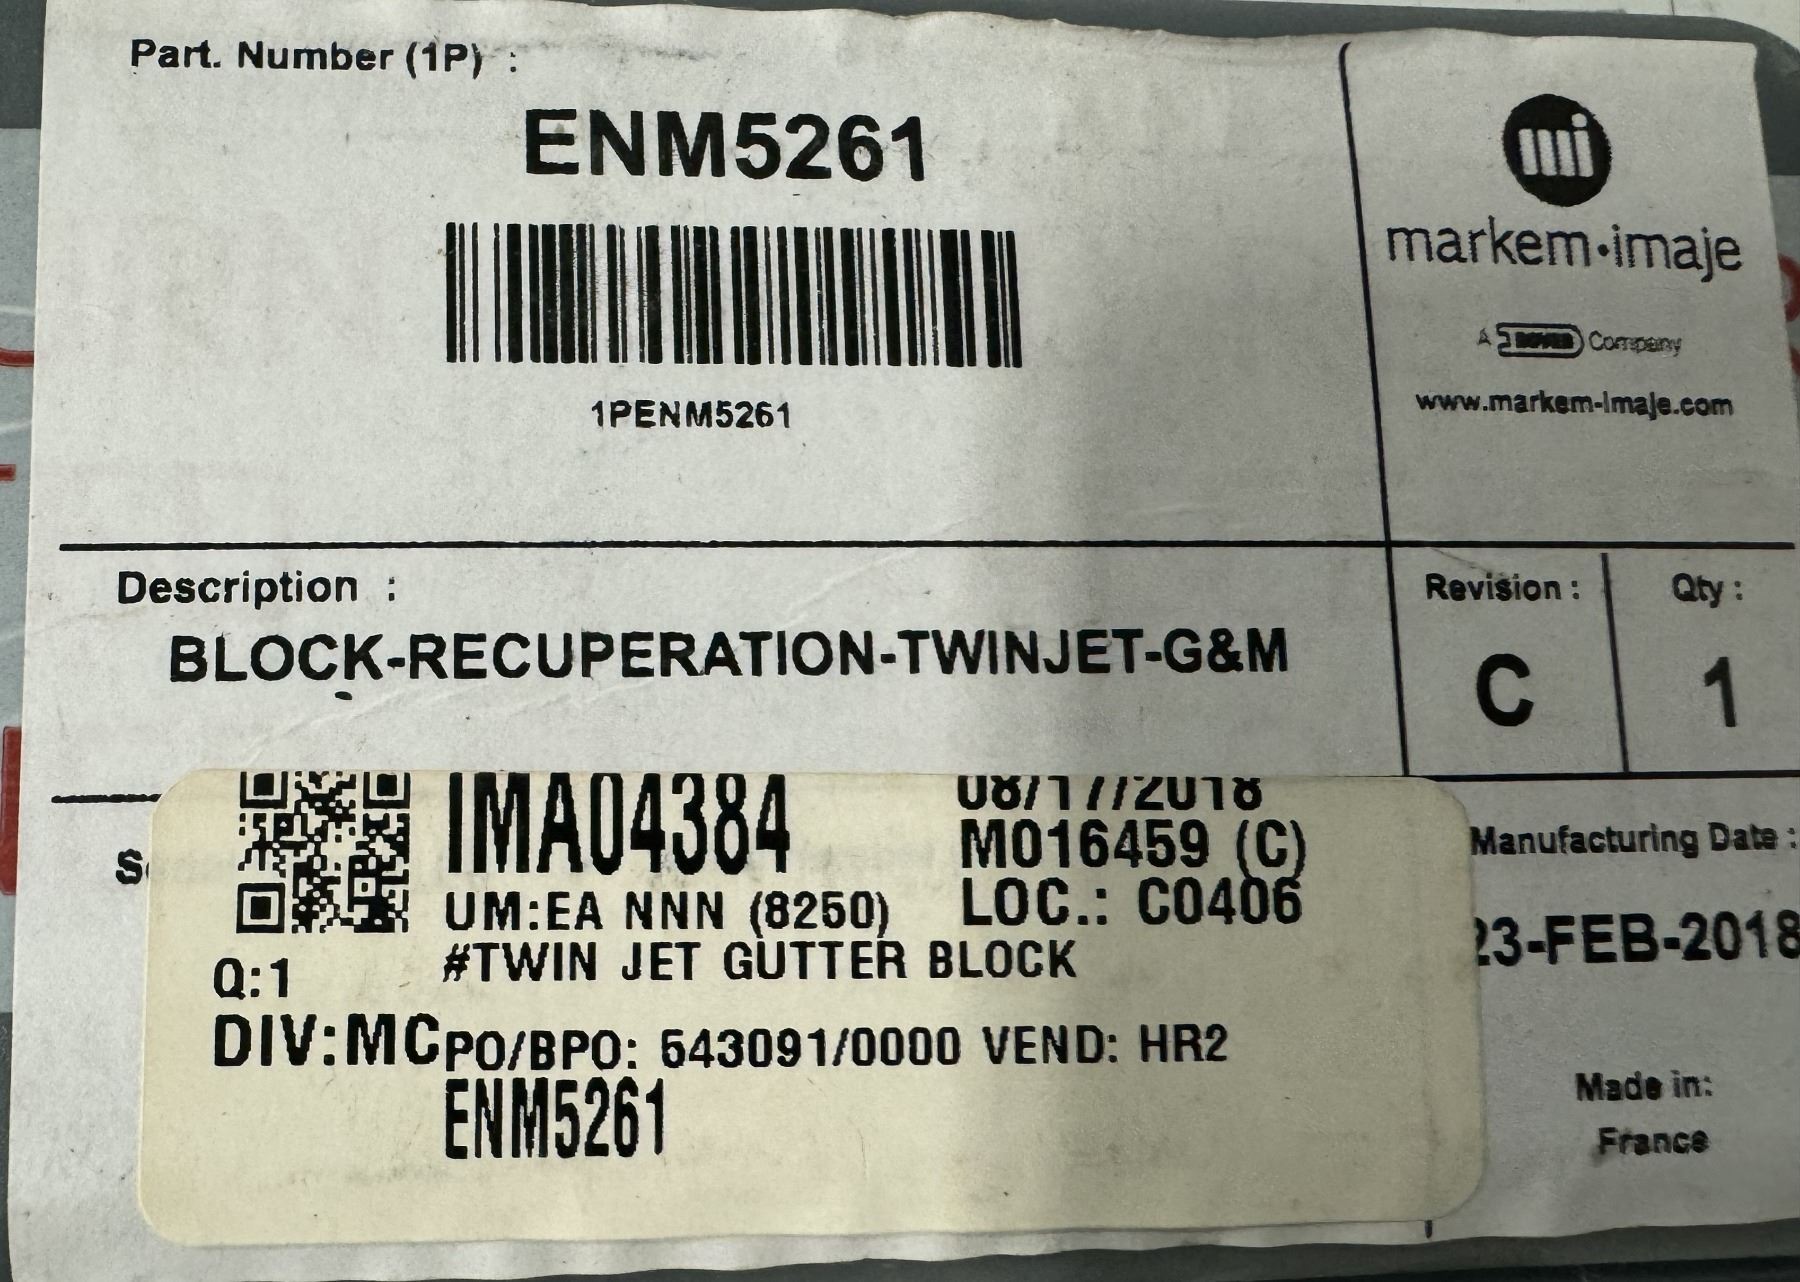 Part. Number (1P) :
ENM5261
1PENM5261
mi
markem·imaje
A DOVER Company
www.markem-imaje.com
Description :
BLOCK-RECUPERATION-TWINJET-G&M
Revision :
C
Qty :
1
IMA04384
08/17/2018
M016459 (C)
UM:EA NNN (8250)
LOC.: C0406
#TWIN JET GUTTER BLOCK
Q:1
DIV:MC
PO/BPO: 543091/0000 VEND: HR2
ENM5261
Manufacturing Date :
23-FEB-2018
Made in:
France